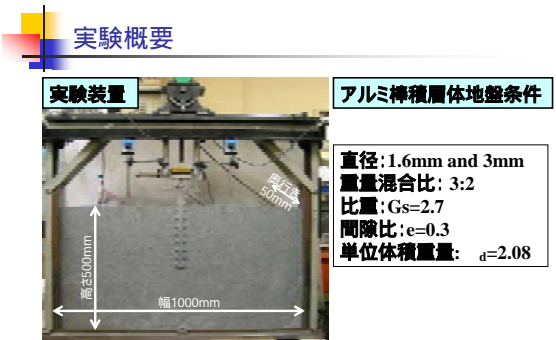 実験概要
実験装置
アルミ棒積層体地盤条件
奥行き
50mm
高さ500mm
幅1000mm
直径:1.6mm and 3mm
重量混合比: 3:2
比重:Gs=2.7
間隙比:e=0.3
単位体積重量: d=2.08